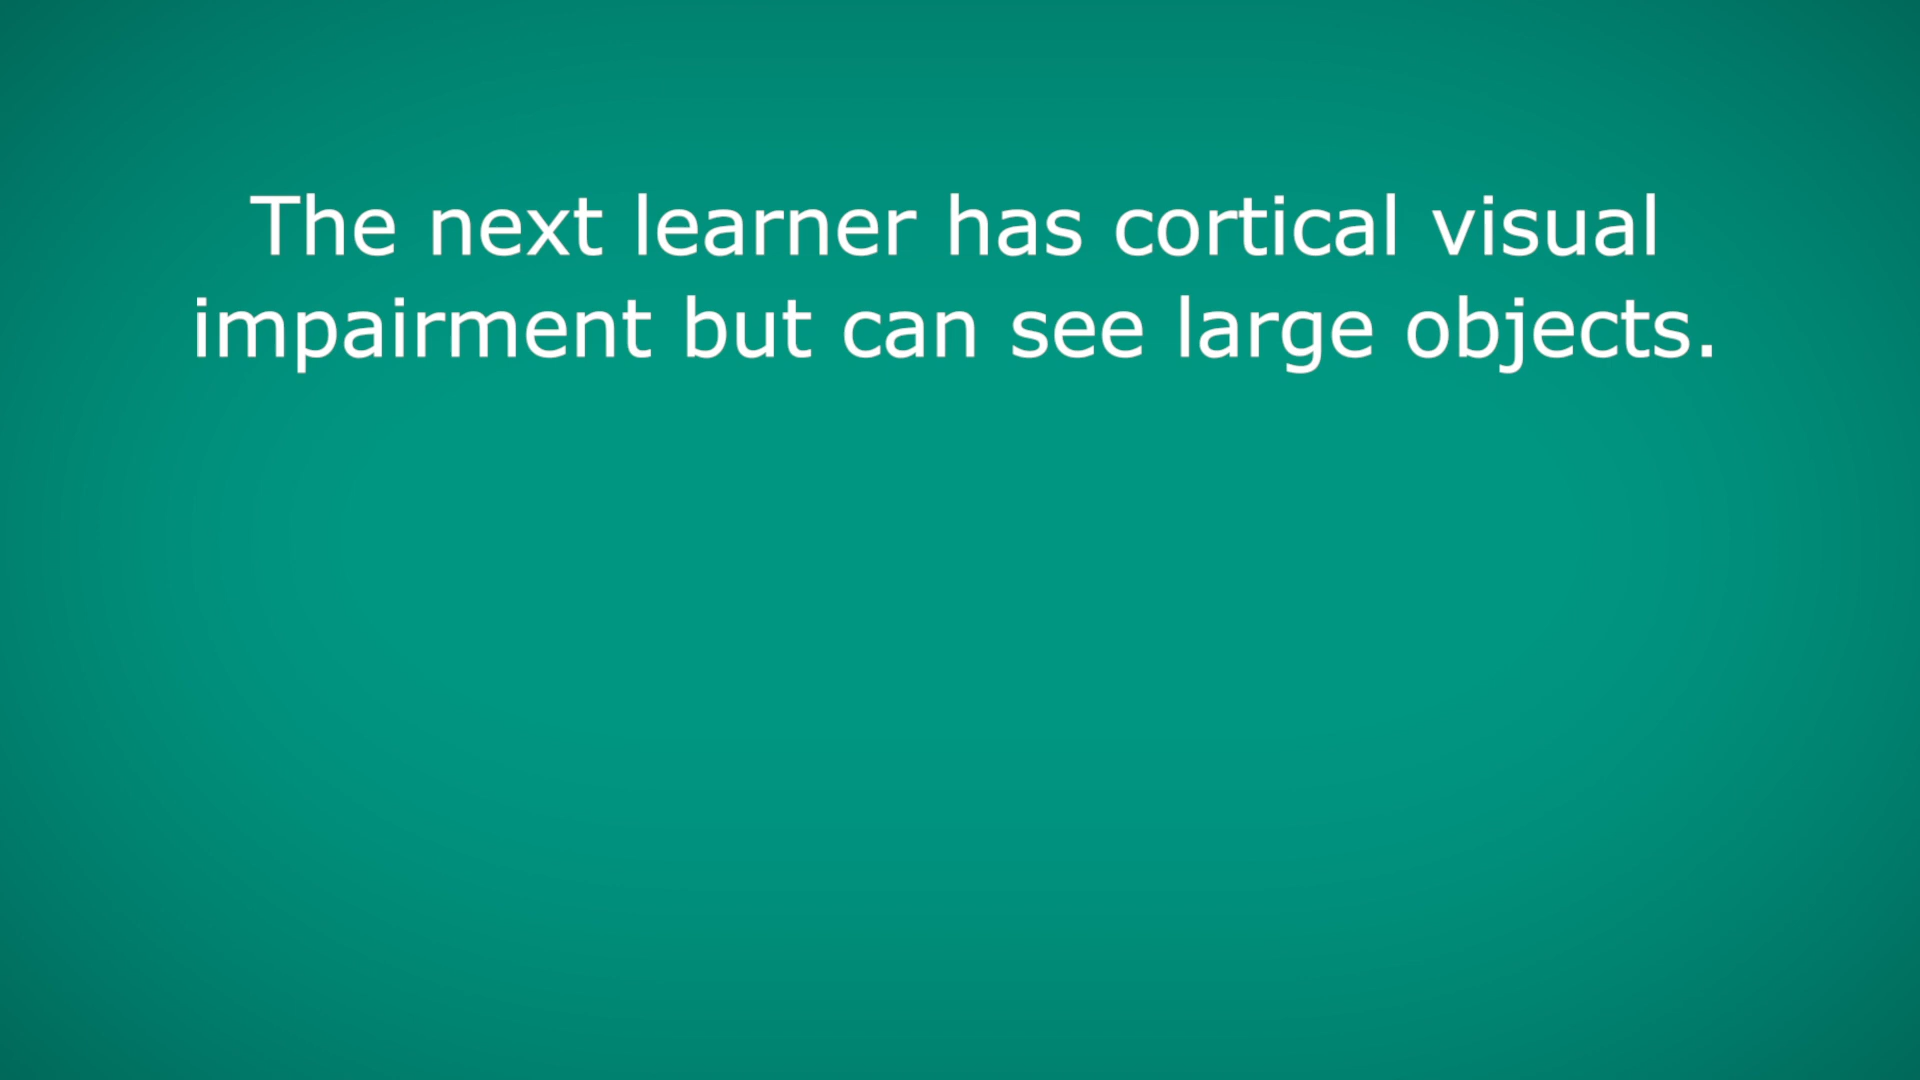 The next learner has cortical visual
impairment but can see large objects.